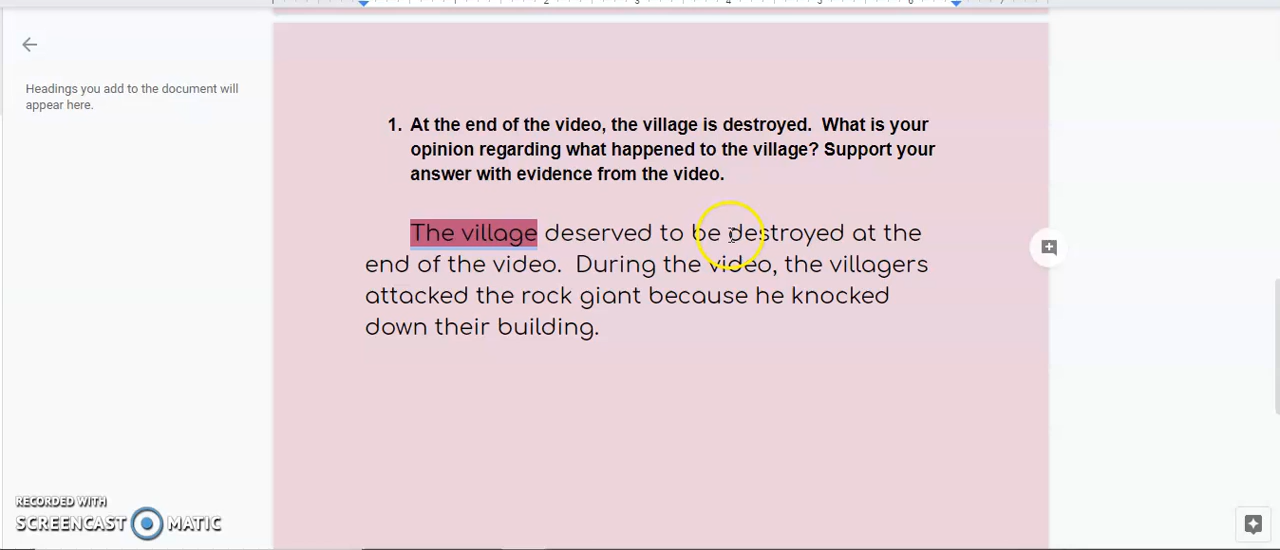 Headings you add to the document will
appear here.
1. At the end of the video, the village is destroyed.  What is your
opinion regarding what happened to the village? Support your
answer with evidence from the video.
The village deserved to be destroyed at the
end of the video.  During the video, the villagers
attacked the rock giant because he knocked
down their building.
RECORDED WITH
SCREENCAST MATIC